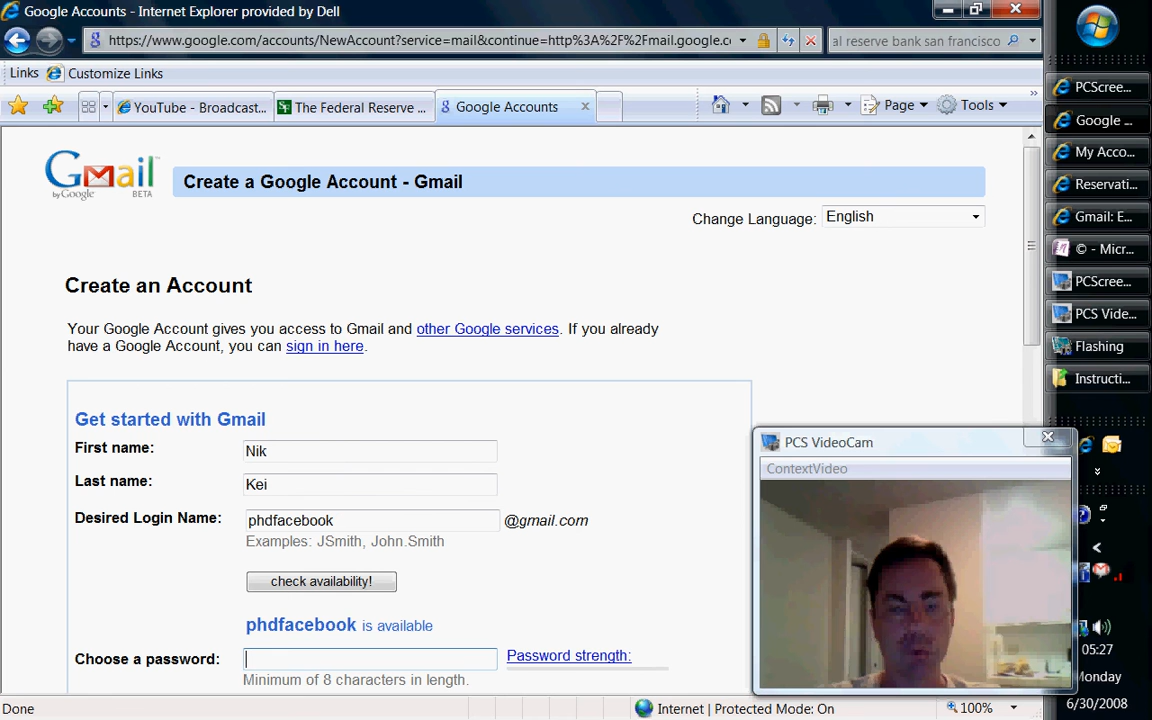 Google Accounts - Internet Explorer provided by Dell
https://www.google.com/accounts/NewAccount?service=mail&continue=http%3A%2F%2Fmail.google.c
al reserve bank san francisco
Links Customize Links
YouTube - Broadcast... The Federal Reserve ... Google Accounts Page Tools
Gmail by Google BETA
Create a Google Account - Gmail
Change Language: English
Create an Account
Your Google Account gives you access to Gmail and other Google services. If you already
have a Google Account, you can sign in here.
Get started with Gmail
First name: Nik
Last name: Kei
Desired Login Name: phdfacebook @gmail.com
Examples: JSmith, John.Smith
check availability!
phdfacebook is available
Choose a password: Password strength:
Minimum of 8 characters in length.
Done
Internet | Protected Mode: On
100%
PCS VideoCam
ContextVideo
PCScree...
Google ...
My Acco...
Reservati...
Gmail: E...
© - Micr...
PCScree...
PCS Vide...
Flashing
Instructi...
05:27
Monday
6/30/2008